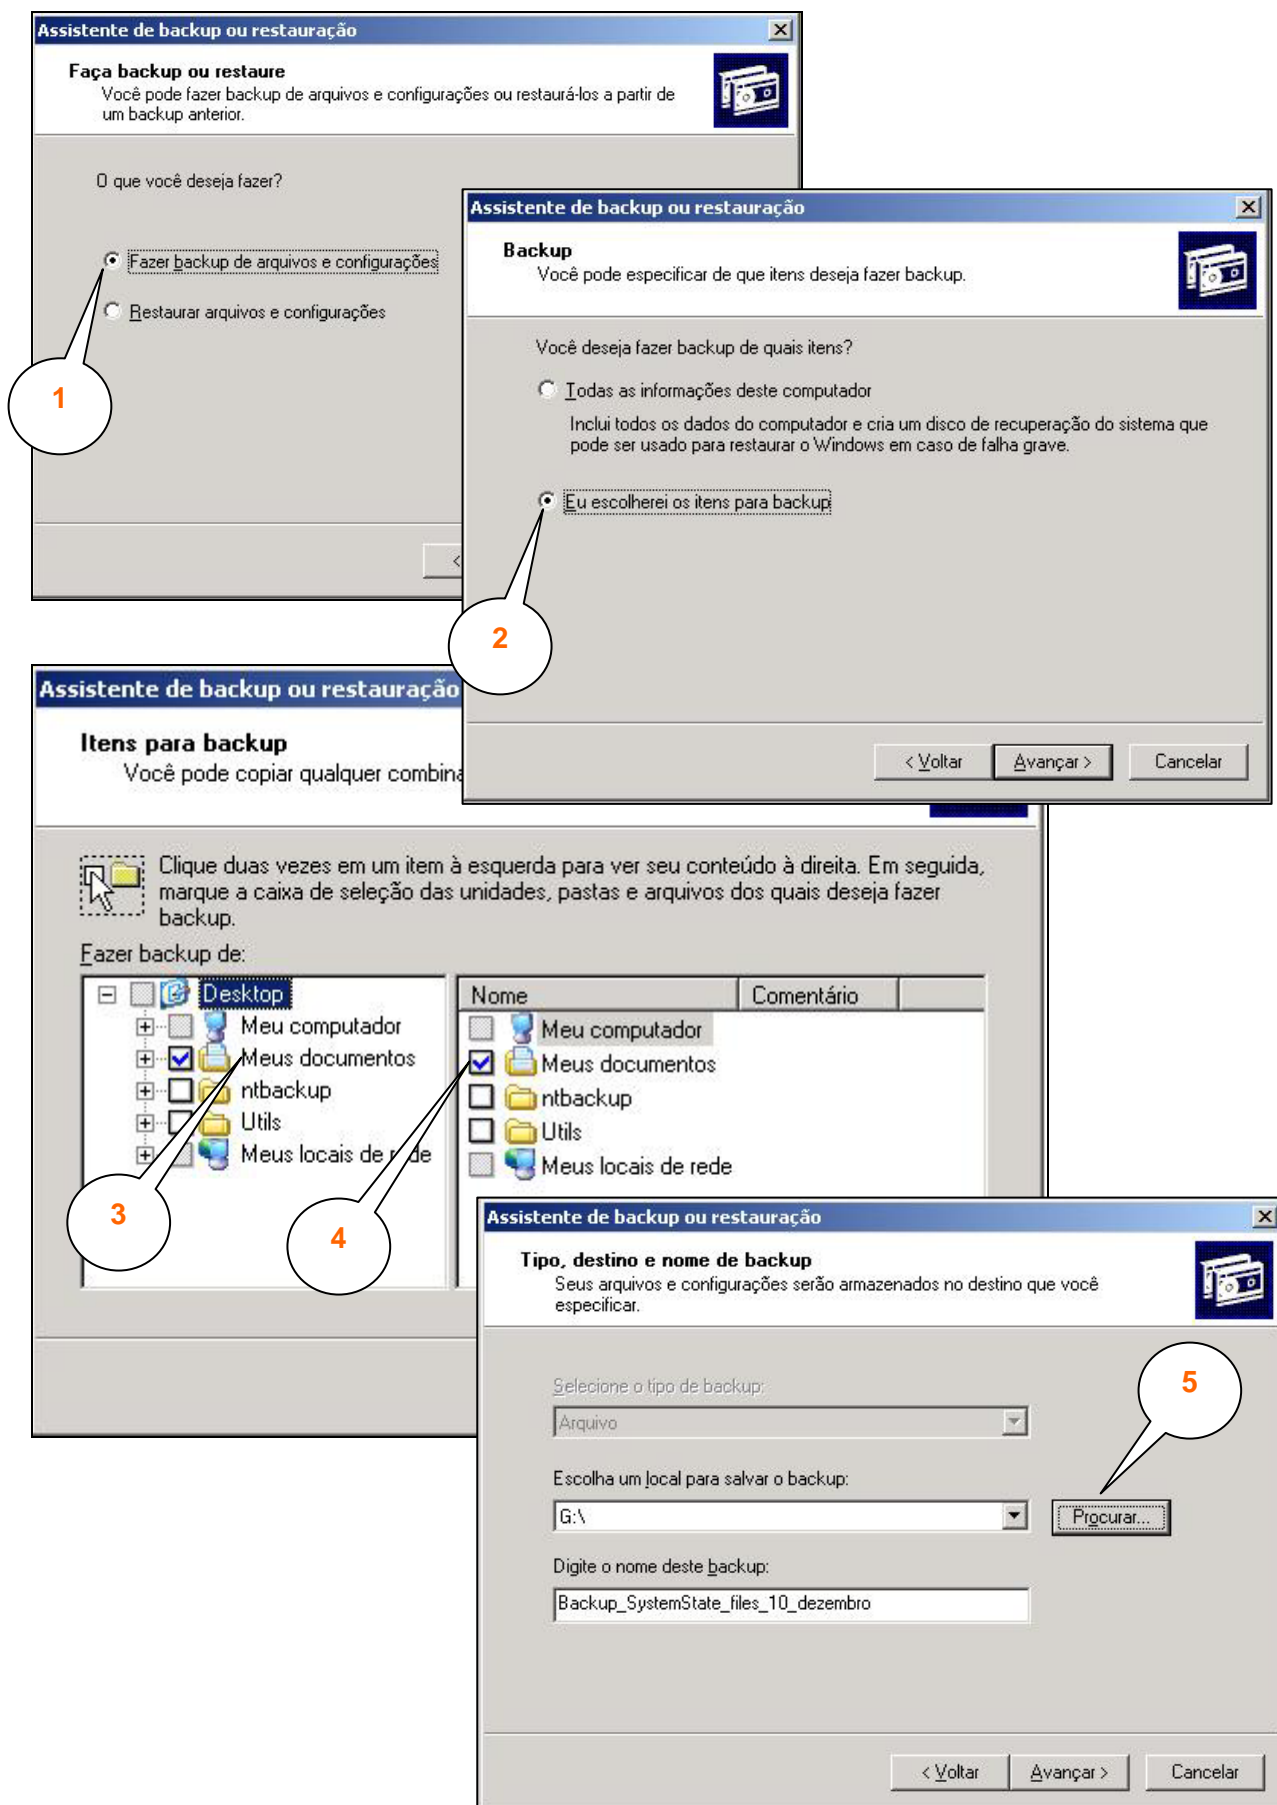 Assistente de backup ou restauração
Faça backup ou restaure
Você pode fazer backup de arquivos e configurações ou restaurá-los a partir de
um backup anterior.
O que você deseja fazer?
Fazer backup de arquivos e configurações
Restaurar arquivos e configurações
<
1
Assistente de backup ou restauração
Backup
Você pode especificar de que itens deseja fazer backup.
Você deseja fazer backup de quais itens?
Todas as informações deste computador
Inclui todos os dados do computador e cria um disco de recuperação do sistema que
pode ser usado para restaurar o Windows em caso de falha grave.
Eu escolherei os itens para backup
2
< Voltar
Avançar >
Cancelar
Assistente de backup ou restauração
Itens para backup
Você pode copiar qualquer
Clique duas vezes em um item à esquerda para ver seu conteúdo à direita. Em seguida,
marque a caixa de seleção das unidades, pastas e arquivos dos quais deseja fazer
backup.
Fazer backup de:
Desktop
Meu computador
Meus documentos
ntbackup
Utils
Meus locais de rede
3
Nome
Comentário
Meu computador
Meus documentos
ntbackup
Utils
Meus locais de rede
4
Assistente de backup ou restauração
Tipo, destino e nome de backup
Seus arquivos e configurações serão armazenados no destino que você
especificar.
Selecione o tipo de backup:
Arquivo
Escolha um local para salvar o backup:
G:\
Procurar...
5
Digite o nome deste backup:
Backup_SystemState_files_10_dezembro
< Voltar
Avançar >
Cancelar